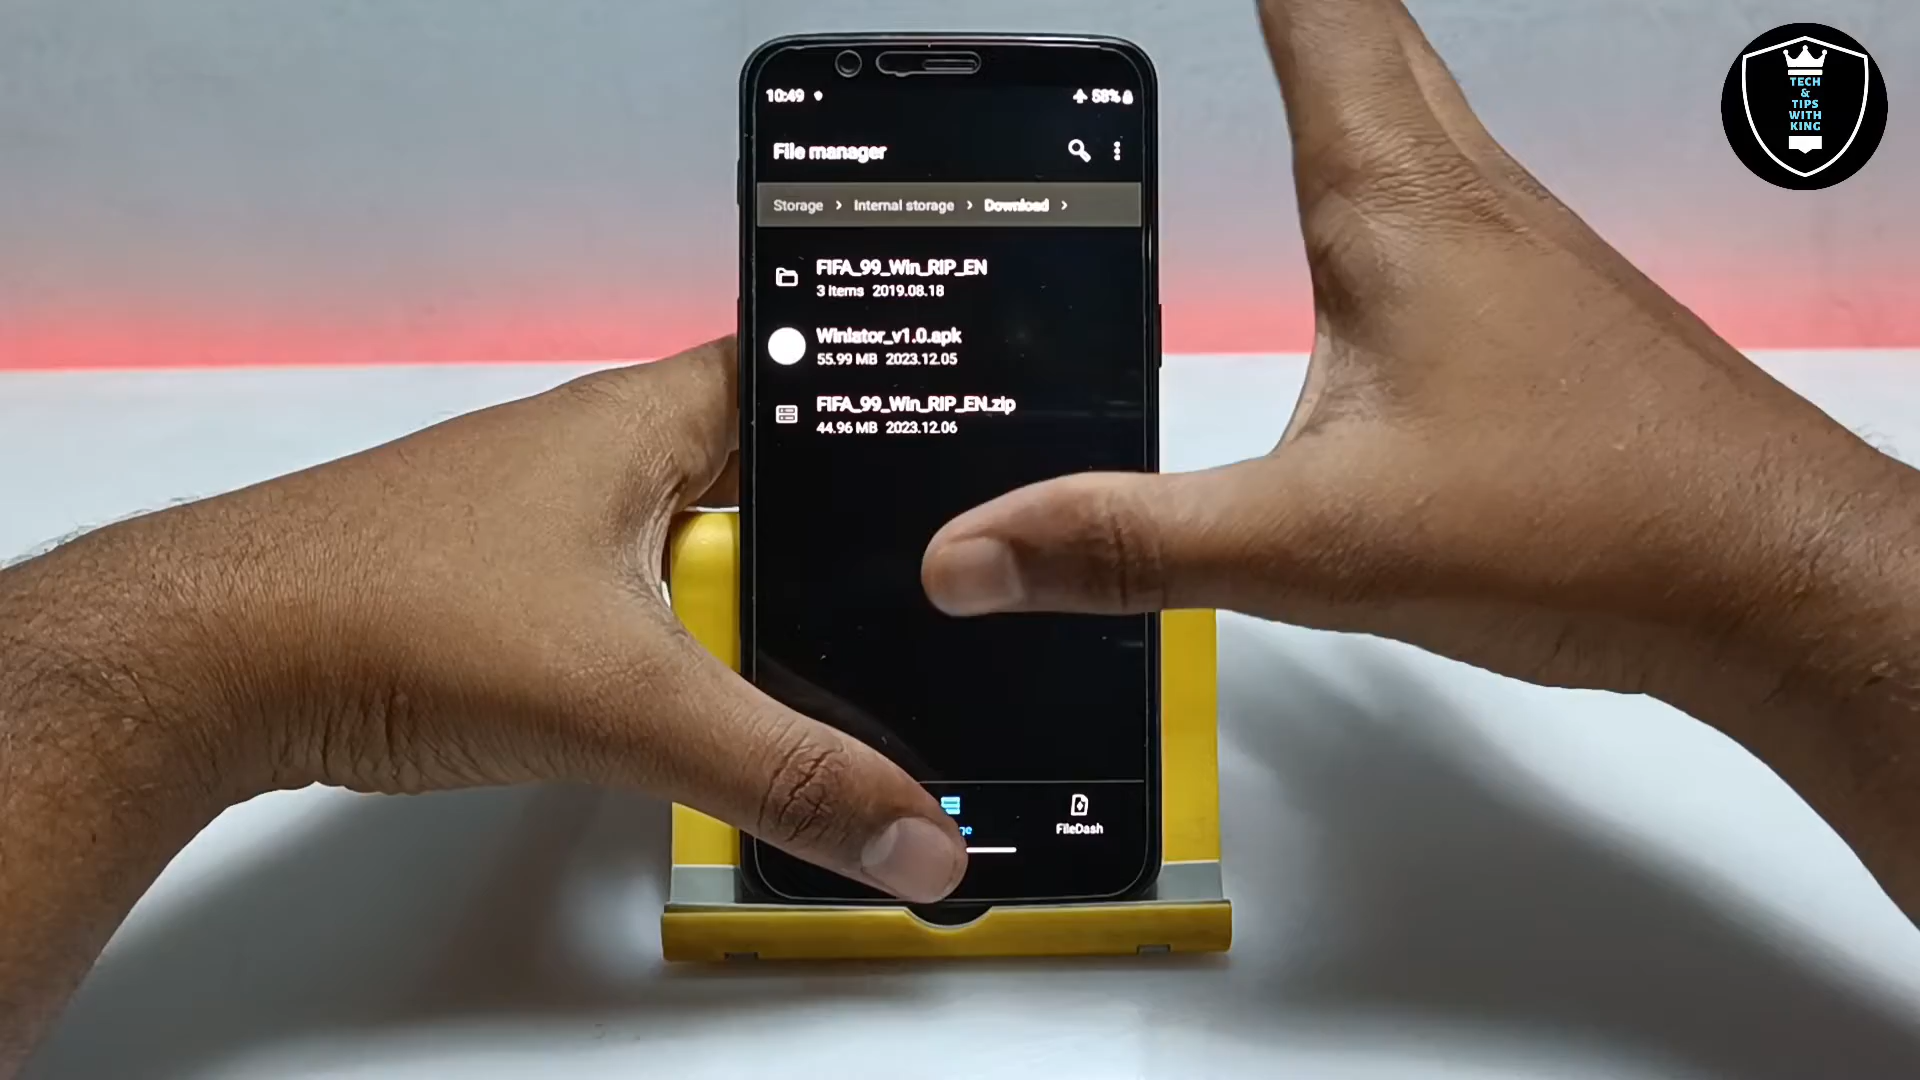 10:49
58%
File manager
Storage > Internal storage > Download >
FIFA_99_Win_RIP_EN
3 items 2019.08.18
Winlator_v1.0.apk
55.99 MB 2023.12.05
FIFA_99_Win_RIP_EN.zip
44.96 MB 2023.12.06
FileDash
TECH
&
TIPS
WITH
KING